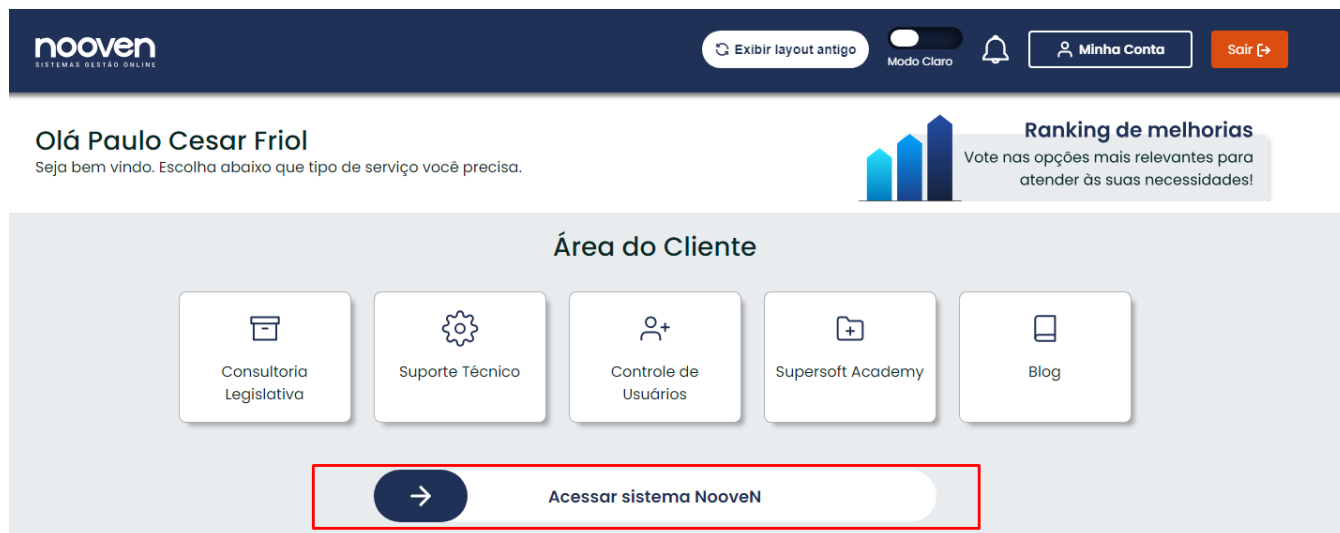 nooven
SISTEMAS GESTÃO ONLINE
Exibir layout antigo
Modo Claro
Minha Conta
Sair
Olá Paulo Cesar Friol
Seja bem vindo. Escolha abaixo que tipo de serviço você precisa.
Ranking de melhorias
Vote nas opções mais relevantes para
atender às suas necessidades!
Área do Cliente
Consultoria
Legislativa
Suporte Técnico
Controle de
Usuários
Supersoft Academy
Blog
Acessar sistema NooveN